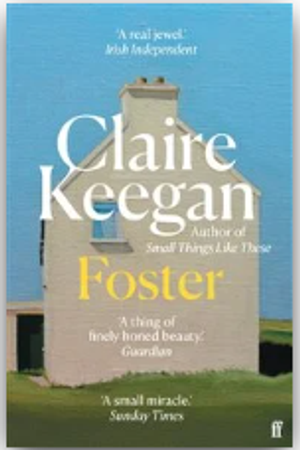 'A real jewel.'
Irish Independent
Claire
Keegan
Author of
Small Things Like These
Foster
'A thing of
finely honed beauty.'
Guardian
'A small miracle.'
Sunday Times
ff